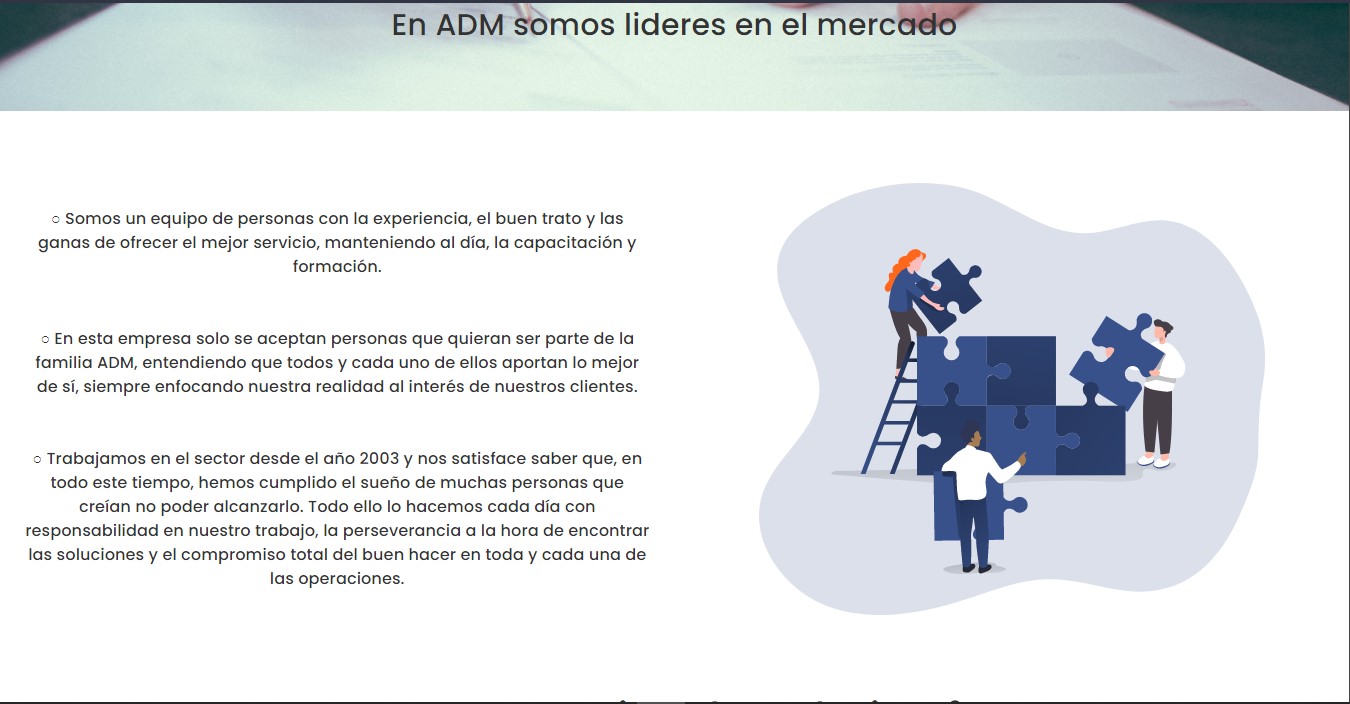 En ADM somos lideres en el mercado
○ Somos un equipo de personas con la experiencia, el buen trato y las
ganas de ofrecer el mejor servicio, manteniendo al día, la capacitación y
formación.
○ En esta empresa solo se aceptan personas que quieran ser parte de la
familia ADM, entendiendo que todos y cada uno de ellos aportan lo mejor
de sí, siempre enfocando nuestra realidad al interés de nuestros clientes.
○ Trabajamos en el sector desde el año 2003 y nos satisface saber que, en
todo este tiempo, hemos cumplido el sueño de muchas personas que
creían no poder alcanzarlo. Todo ello lo hacemos cada día con
responsabilidad en nuestro trabajo, la perseverancia a la hora de encontrar
las soluciones y el compromiso total del buen hacer en toda y cada una de
las operaciones.